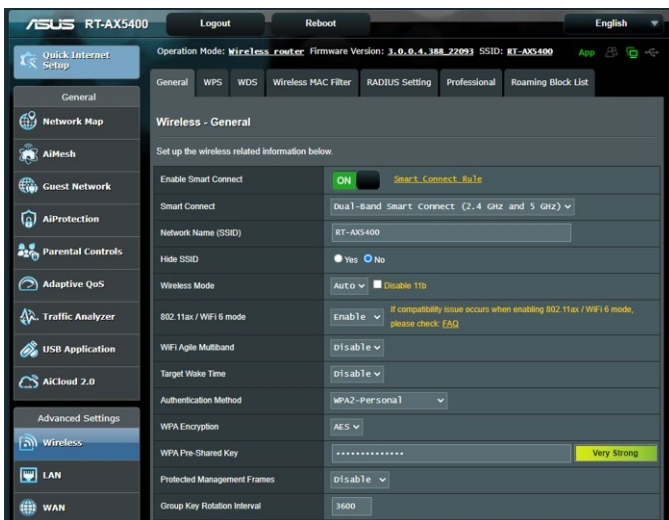 ASUS RT-AX5400 Logout Reboot English
Quick Internet Setup
Operation Mode: Wireless router Firmware Version: 3.0.0.4.388_22093 SSID: RT-AX5400 App
General WPS WDS Wireless MAC Filter RADIUS Setting Professional Roaming Block List
General
Network Map
AiMesh
Guest Network
AiProtection
Parental Controls
Adaptive QoS
Traffic Analyzer
USB Application
AiCloud 2.0
Advanced Settings
Wireless
LAN
WAN
Wireless - General
Set up the wireless related information below.
Enable Smart Connect ON Smart Connect Rule
Smart Connect Dual-Band Smart Connect (2.4 GHz and 5 GHz)
Network Name (SSID) RT-AX5400
Hide SSID Yes No
Wireless Mode Auto Disable 11b
802.11ax / WiFi 6 mode Enable If compatibility issue occurs when enabling 802.11ax / WiFi 6 mode,
please check: FAQ
WiFi Agile Multiband Disable
Target Wake Time Disable
Authentication Method WPA2-Personal
WPA Encryption AES
WPA Pre-Shared Key •••••••••••••• Very Strong
Protected Management Frames Disable
Group Key Rotation Interval 3600